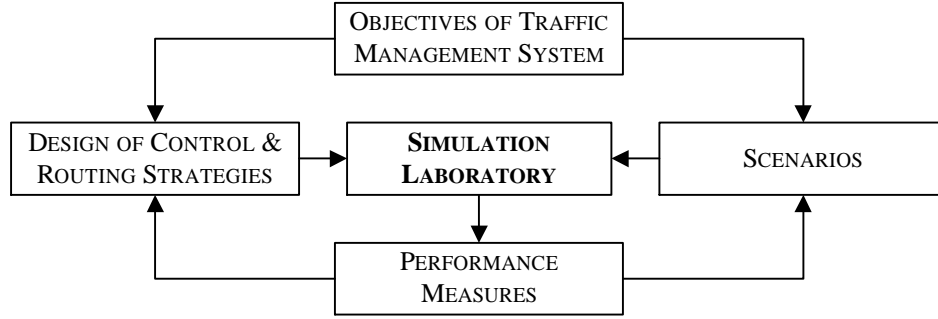 OBJECTIVES OF TRAFFIC
MANAGEMENT SYSTEM
DESIGN OF CONTROL &
ROUTING STRATEGIES
SIMULATION
LABORATORY
SCENARIOS
PERFORMANCE
MEASURES